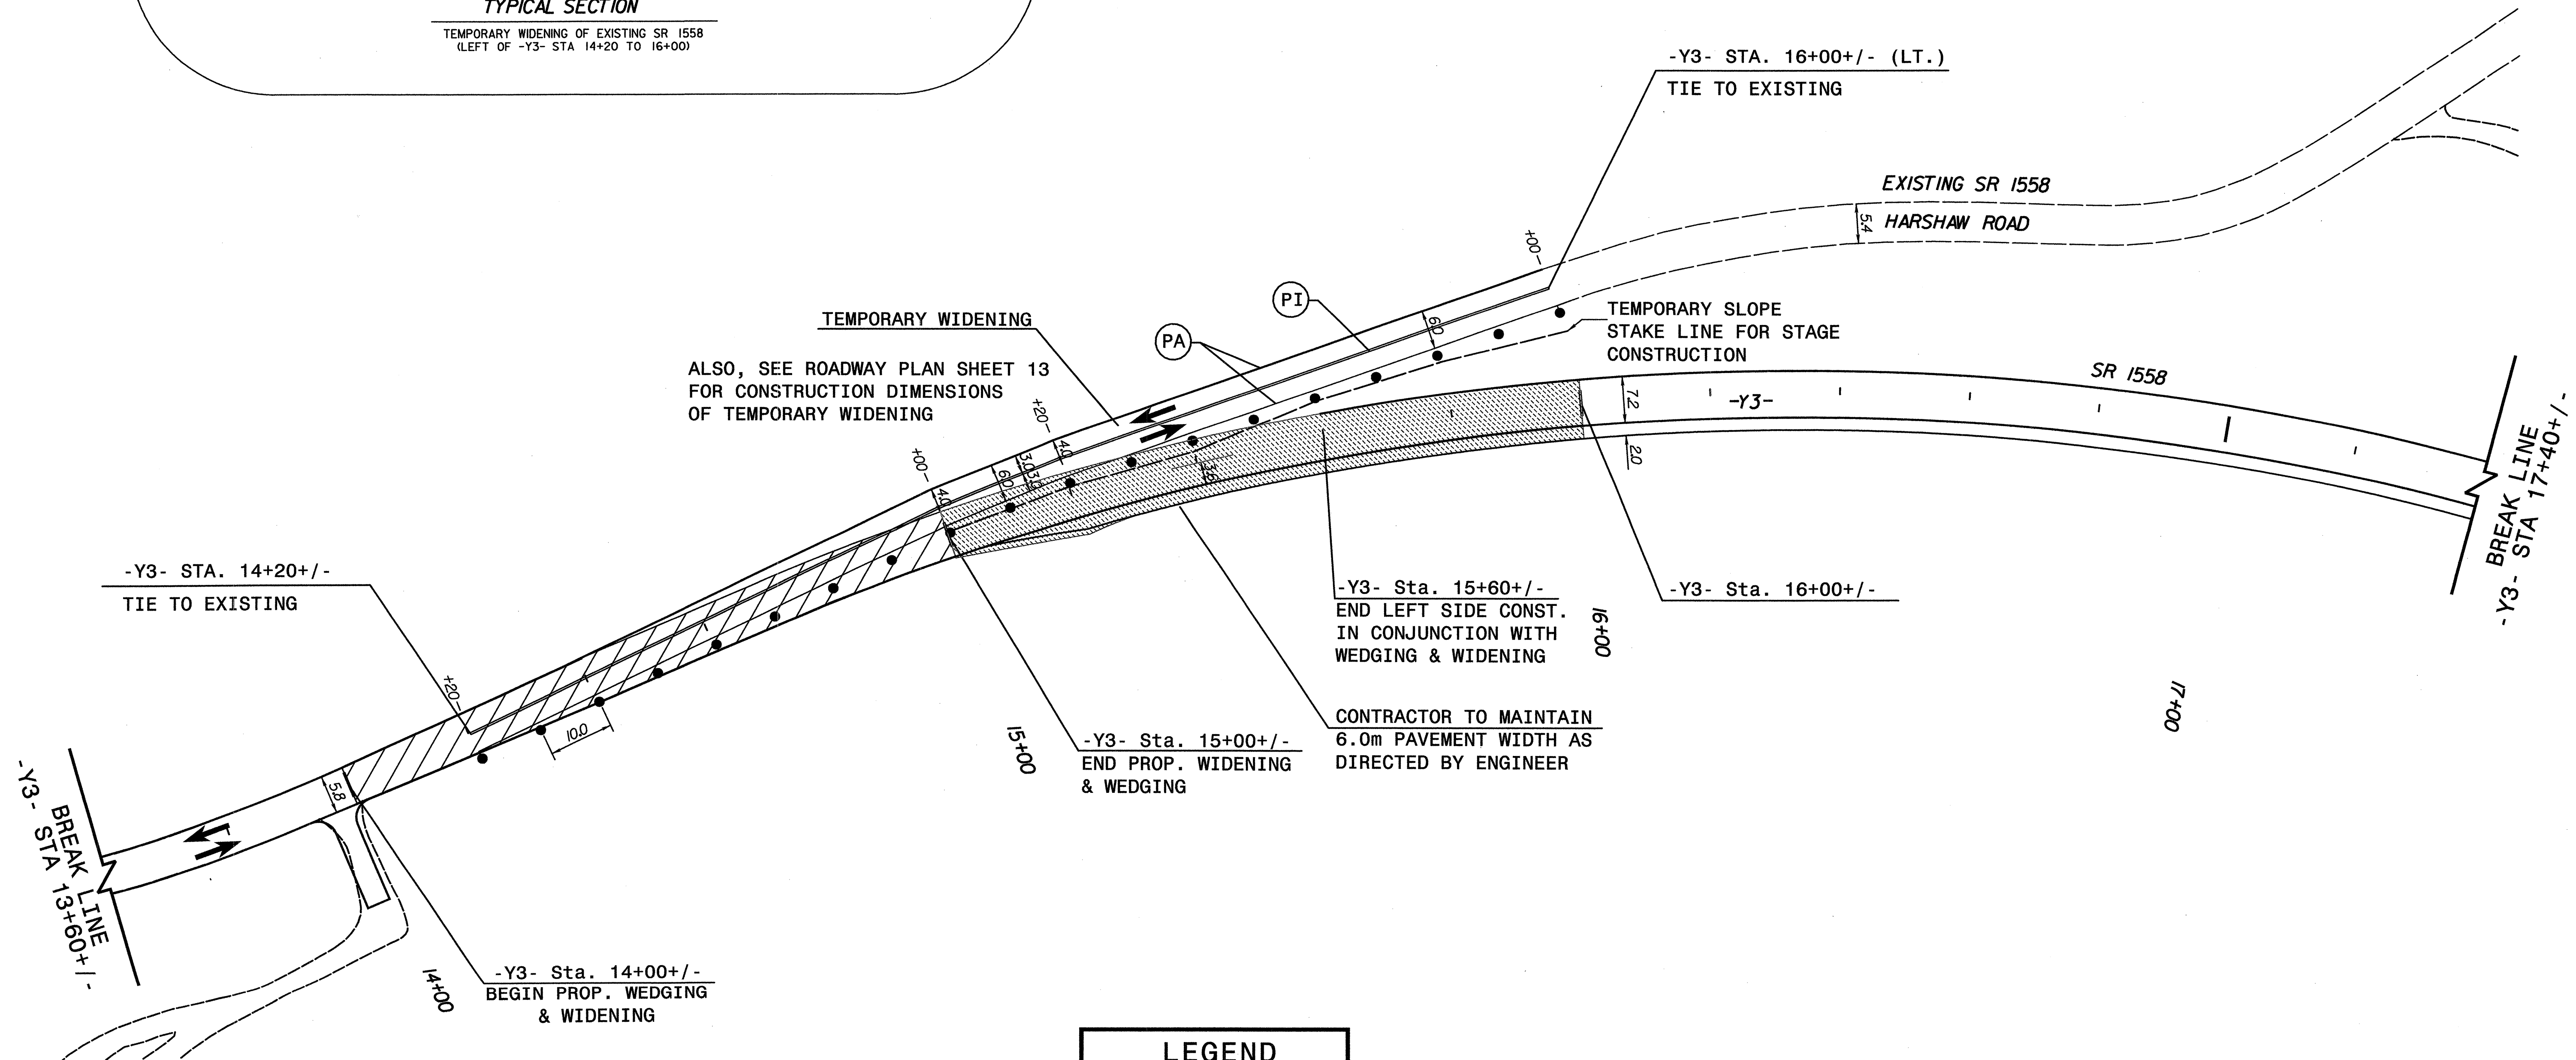 TYPICAL SECTION
TEMPORARY WIDENING OF EXISTING SR 1558
(LEFT OF -Y3- STA 14+20 TO 16+00)
-Y3- STA. 16+00+/- (LT.)
TIE TO EXISTING
EXISTING SR 1558
HARSHAW ROAD
5.4
+00
PI
PA
6.0
TEMPORARY WIDENING
ALSO, SEE ROADWAY PLAN SHEET 13
FOR CONSTRUCTION DIMENSIONS
OF TEMPORARY WIDENING
TEMPORARY SLOPE
STAKE LINE FOR STAGE
CONSTRUCTION
SR 1558
-Y3-
7.2
2.0
+20
4.0
3.0
3.0
6.0
+00
4.0
3.6
BREAK LINE
-Y3- STA 17+40+/-
-Y3- STA. 14+20+/-
TIE TO EXISTING
+20
10.0
-Y3- Sta. 15+60+/-
END LEFT SIDE CONST.
IN CONJUNCTION WITH
WEDGING & WIDENING
-Y3- Sta. 16+00+/-
16+00
17+00
CONTRACTOR TO MAINTAIN
6.0m PAVEMENT WIDTH AS
DIRECTED BY ENGINEER
15+00
-Y3- Sta. 15+00+/-
END PROP. WIDENING
& WEDGING
5.8
BREAK LINE
-Y3- STA 13+60+/-
14+00
-Y3- Sta. 14+00+/-
BEGIN PROP. WEDGING
& WIDENING
LEGEND